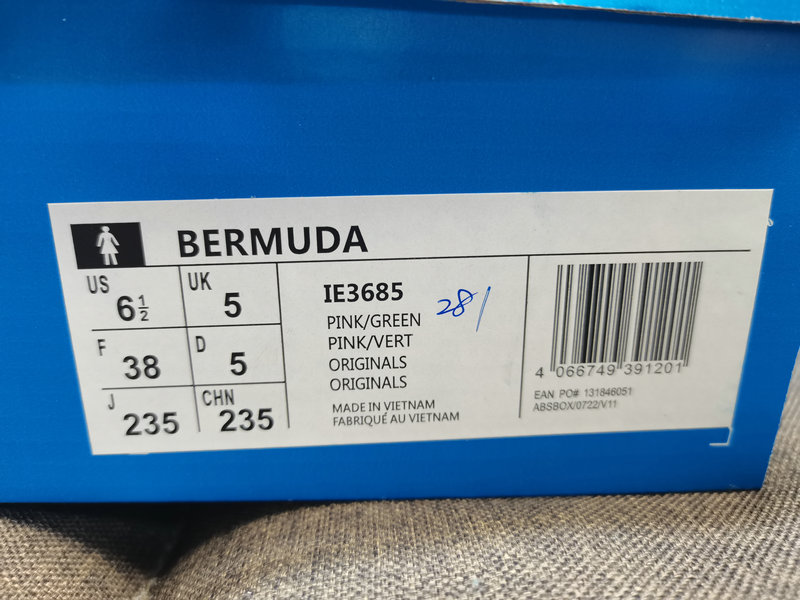 BERMUDA
US 6½
UK 5
F 38
D 5
J 235
CHN 235
IE3685
28/
PINK/GREEN
PINK/VERT
ORIGINALS
ORIGINALS
MADE IN VIETNAM
FABRIQUÉ AU VIETNAM
4 066749 391201
EAN PO# 131846051
ABSBOX/0722/V11